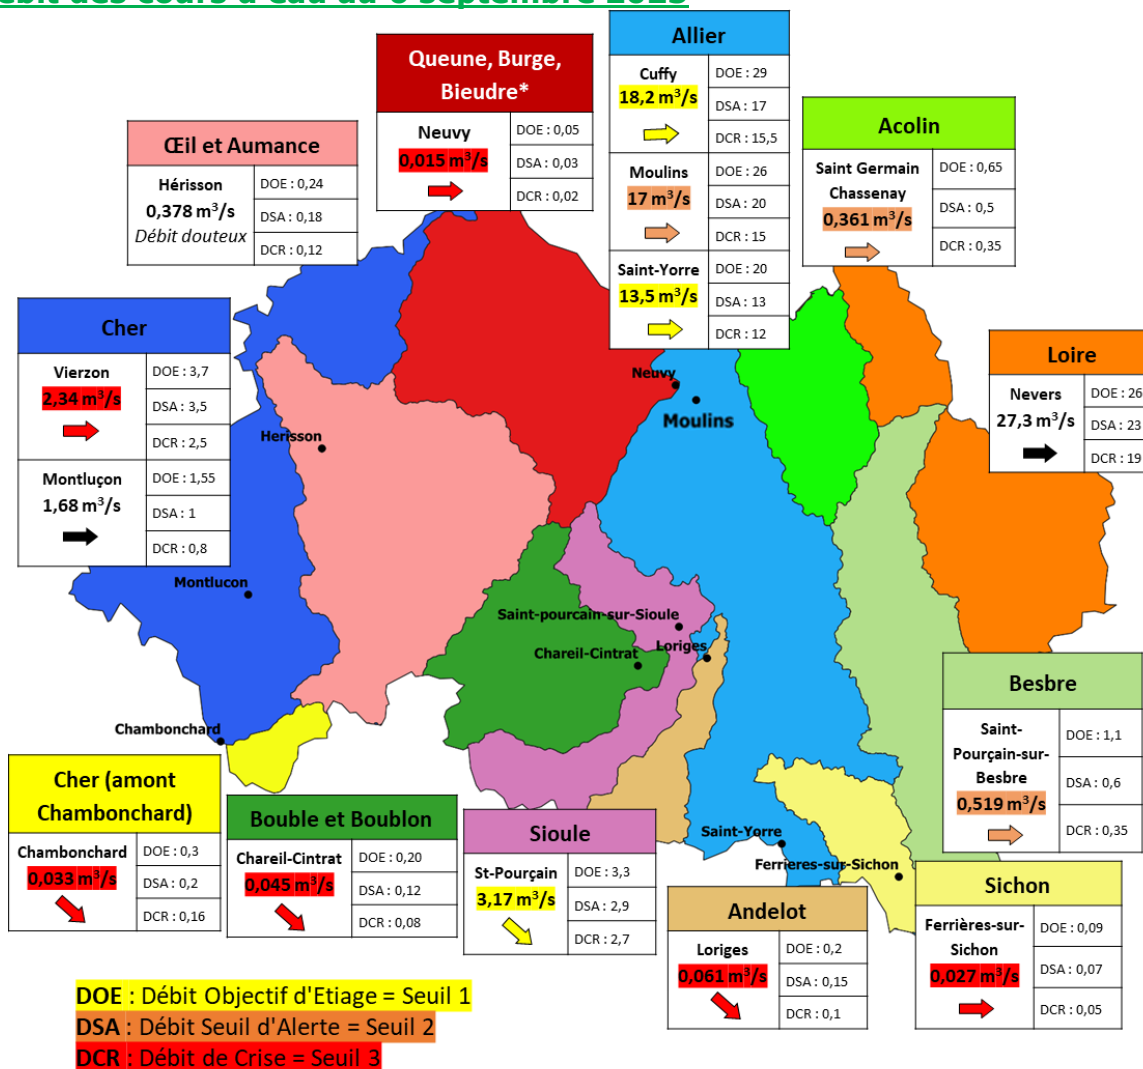 ébit des cours d'eau du 6 septembre 2023
Allier
Cuffy
18,2 m³/s
DOE : 29
DSA : 17
DCR : 15,5
Moulins
17 m³/s
DOE : 26
DSA : 20
DCR : 15
Saint-Yorre
13,5 m³/s
DOE : 20
DSA : 13
DCR : 12
Queune, Burge,
Bieudre*
Neuvy
0,015 m³/s
DOE : 0,05
DSA : 0,03
DCR : 0,02
Acolin
Saint Germain
Chassenay
0,361 m³/s
DOE : 0,65
DSA : 0,5
DCR : 0,35
Œil et Aumance
Hérisson
0,378 m³/s
Débit douteux
DOE : 0,24
DSA : 0,18
DCR : 0,12
Cher
Vierzon
2,34 m³/s
DOE : 3,7
DSA : 3,5
DCR : 2,5
Montluçon
1,68 m³/s
DOE : 1,55
DSA : 1
DCR : 0,8
Loire
Nevers
27,3 m³/s
DOE : 26
DSA : 23
DCR : 19
Neuvy
Moulins
Herisson
Montlucon
Saint-pourcain-sur-Sioule
Chareil-Cintrat
Loriges
Chambonchard
Saint-Yorre
Ferrieres-sur-Sichon
Besbre
Saint-
Pourçain-sur-
Besbre
0,519 m³/s
DOE : 1,1
DSA : 0,6
DCR : 0,35
Cher (amont
Chambonchard)
Chambonchard
0,033 m³/s
DOE : 0,3
DSA : 0,2
DCR : 0,16
Bouble et Boublon
Chareil-Cintrat
0,045 m³/s
DOE : 0,20
DSA : 0,12
DCR : 0,08
Sioule
St-Pourçain
3,17 m³/s
DOE : 3,3
DSA : 2,9
DCR : 2,7
Andelot
Loriges
0,061 m³/s
DOE : 0,2
DSA : 0,15
DCR : 0,1
Sichon
Ferrières-sur-
Sichon
0,027 m³/s
DOE : 0,09
DSA : 0,07
DCR : 0,05
DOE : Débit Objectif d'Etiage = Seuil 1
DSA : Débit Seuil d'Alerte = Seuil 2
DCR : Débit de Crise = Seuil 3